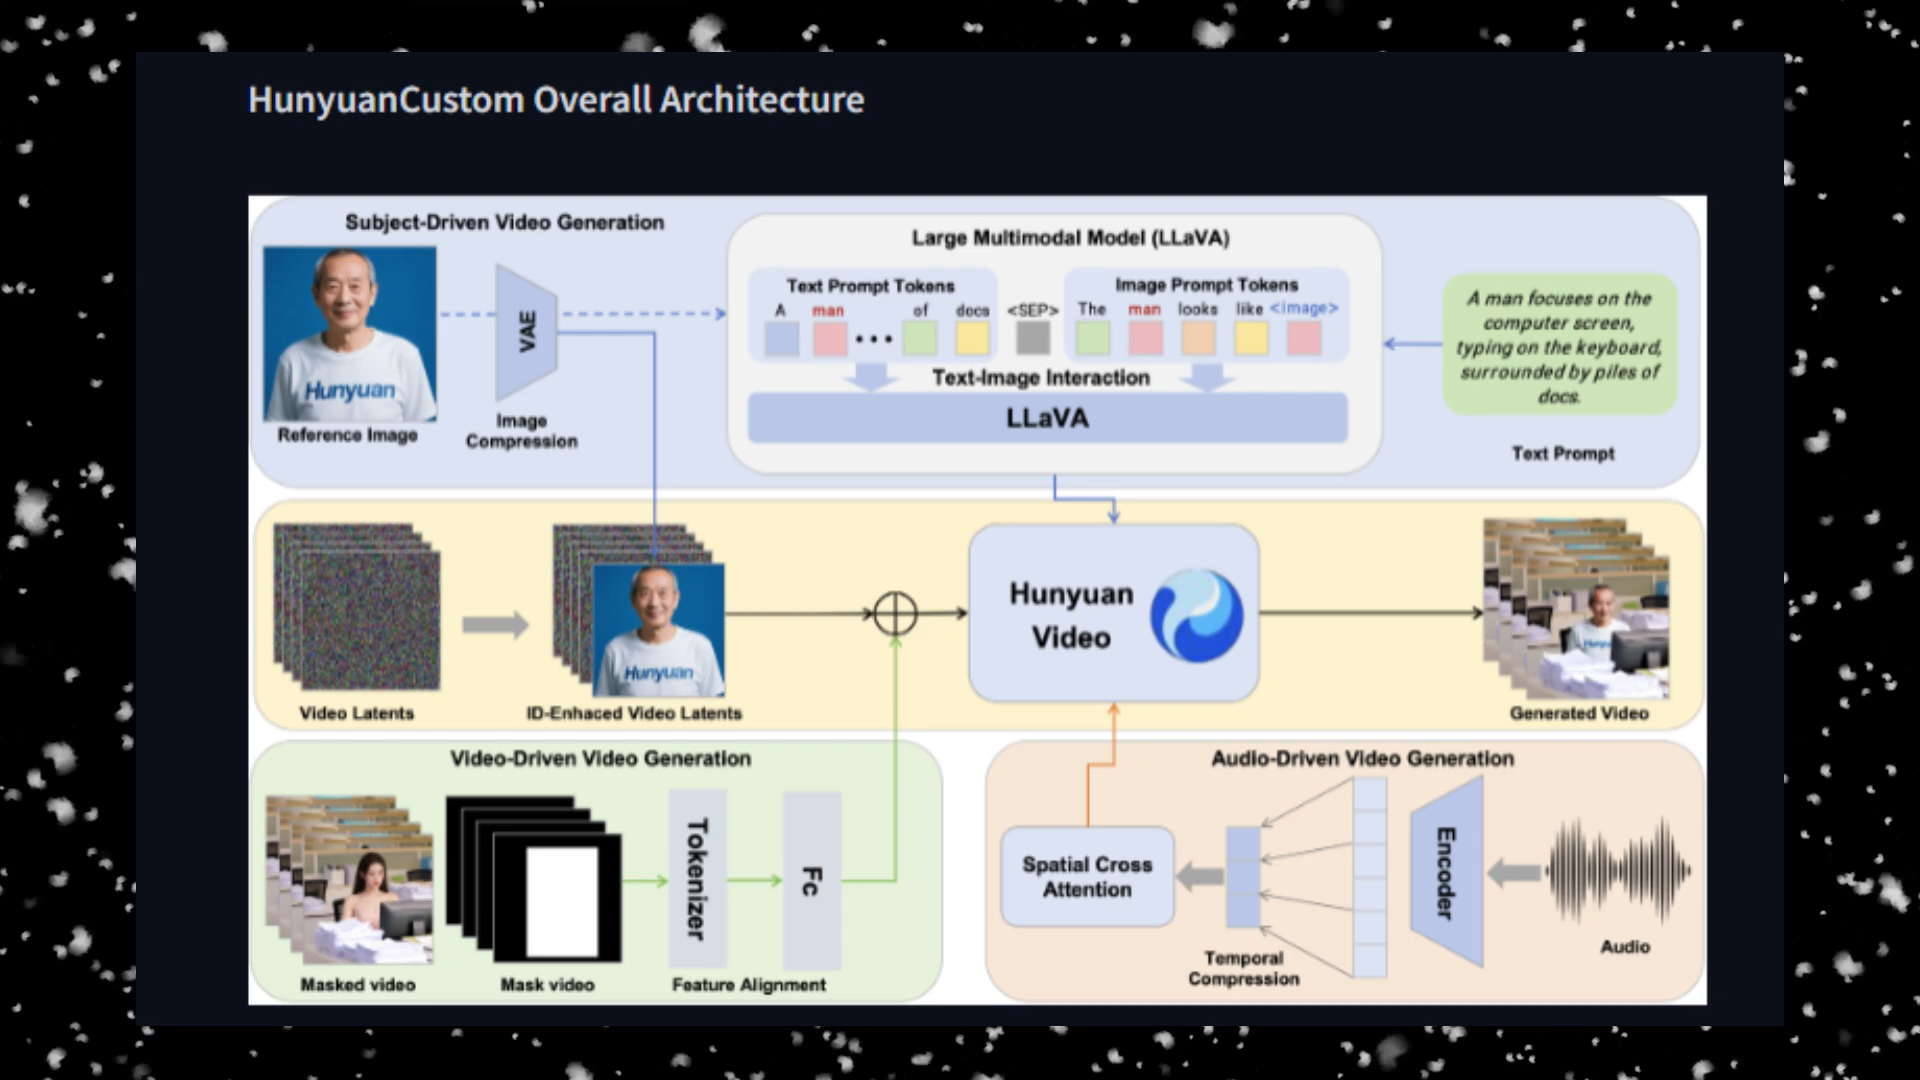 HunyuanCustom Overall Architecture
Subject-Driven Video Generation
Hunyuan
Reference Image
VAE
Image
Compression
Large Multimodal Model (LLaVA)
Text Prompt Tokens
A man of docs
<SEP>
Image Prompt Tokens
The man looks like <image>
Text-Image Interaction
LLaVA
A man focuses on the
computer screen,
typing on the keyboard,
surrounded by piles of
docs.
Text Prompt
Video Latents
Hunyuan
ID-Enhaced Video Latents
Hunyuan
Video
Generated Video
Video-Driven Video Generation
Masked video
Mask video
Tokenizer
Fc
Feature Alignment
Audio-Driven Video Generation
Spatial Cross
Attention
Temporal
Compression
Encoder
Audio